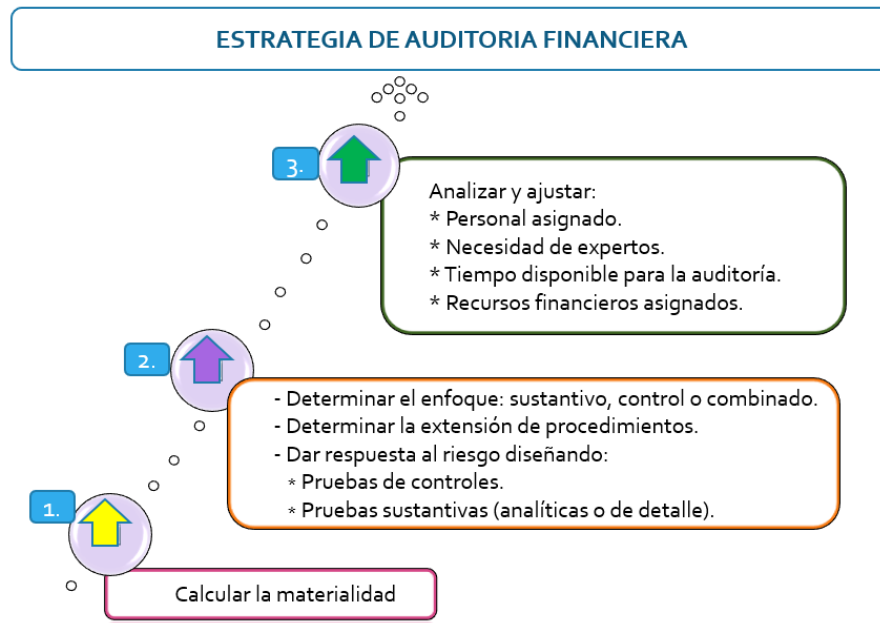 ESTRATEGIA DE AUDITORIA FINANCIERA
3.
Analizar y ajustar:
* Personal asignado.
* Necesidad de expertos.
* Tiempo disponible para la auditoría.
* Recursos financieros asignados.
2.
- Determinar el enfoque: sustantivo, control o combinado.
- Determinar la extensión de procedimientos.
- Dar respuesta al riesgo diseñando:
* Pruebas de controles.
* Pruebas sustantivas (analíticas o de detalle).
1.
Calcular la materialidad